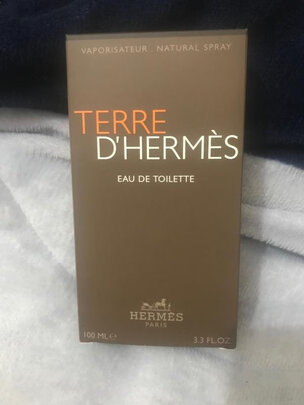 VAPORISATEUR . NATURAL SPRAY
TERRE
D'HERMÈS
EAU DE TOILETTE
HERMÈS
PARIS
100 ML ℮ 3.3 FL.OZ